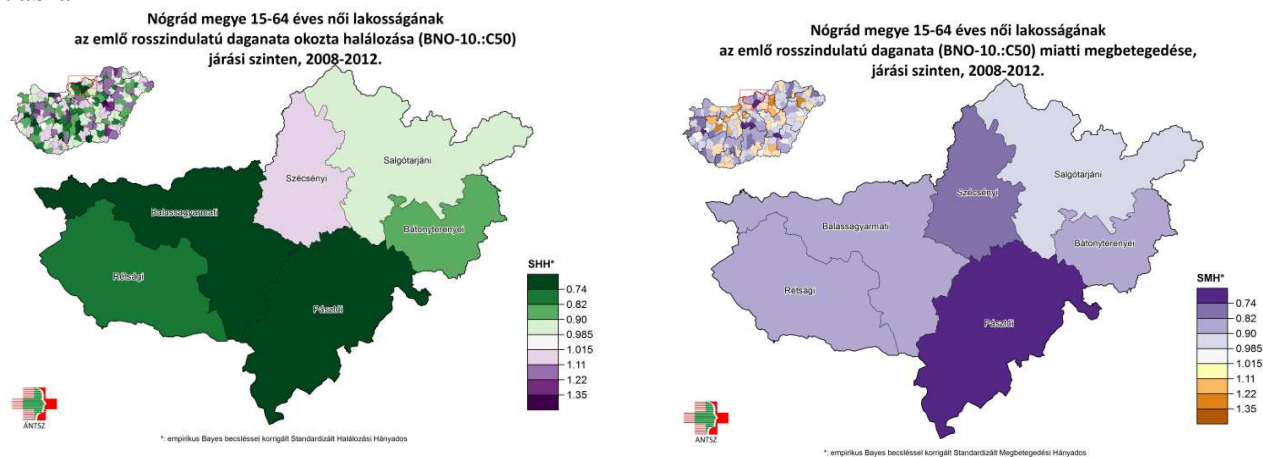 Nógrád megye 15-64 éves női lakosságának
az emlő rosszindulatú daganata okozta halálozása (BNO-10.:C50)
járási szinten, 2008-2012.
Szécsényi
Salgótarjáni
Balassagyarmati
Bátonyterenyei
Rétsági
Pásztói
SHH*
0.74
0.82
0.90
0.985
1.015
1.11
1.22
1.35
ÁNTSZ
*: empirikus Bayes becsléssel korrigált Standardizált Halálozási Hányados
Nógrád megye 15-64 éves női lakosságának
az emlő rosszindulatú daganata (BNO-10.:C50) miatti megbetegedése,
járási szinten, 2008-2012.
Szécsényi
Salgótarjáni
Balassagyarmati
Bátonyterenyei
Rétsági
Pásztói
SMH*
0.74
0.82
0.90
0.985
1.015
1.11
1.22
1.35
ÁNTSZ
*: empirikus Bayes becsléssel korrigált Standardizált Megbetegedési Hányados